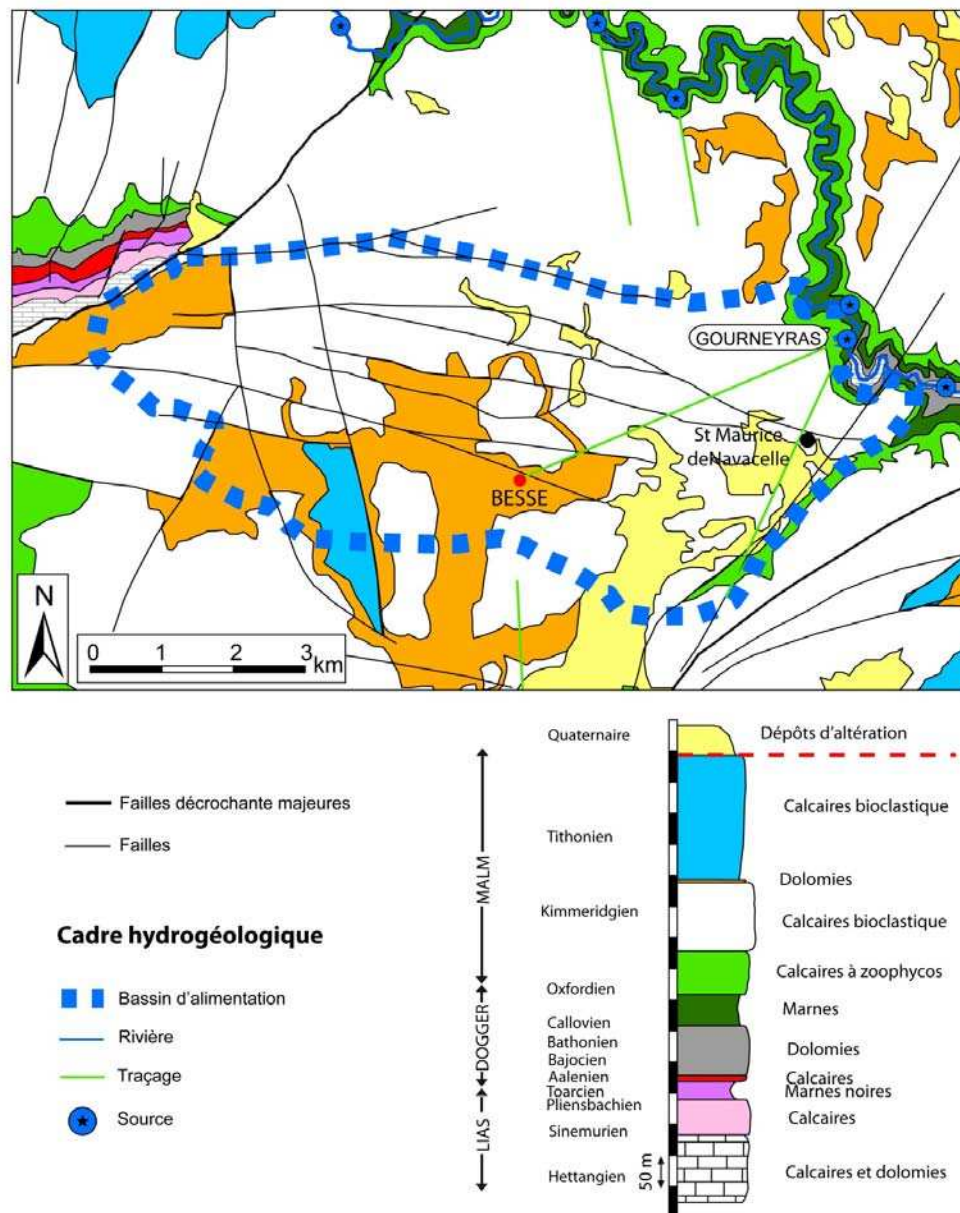 GOURNEYRAS
St Maurice
deNavacelle
BESSE
N
0 1 2 3
km
Failles décrochante majeures
Failles
Cadre hydrogéologique
Bassin d'alimentation
Rivière
Traçage
Source
MALM
DOGGER
LIAS
Quaternaire
Tithonien
Kimmeridgien
Oxfordien
Callovien
Bathonien
Bajocien
Aalenien
Toarcien
Pliensbachien
Sinemurien
Hettangien
50 m
Dépôts d'altération
Calcaires bioclastique
Dolomies
Calcaires bioclastique
Calcaires à zoophycos
Marnes
Dolomies
Calcaires
Marnes noires
Calcaires
Calcaires et dolomies